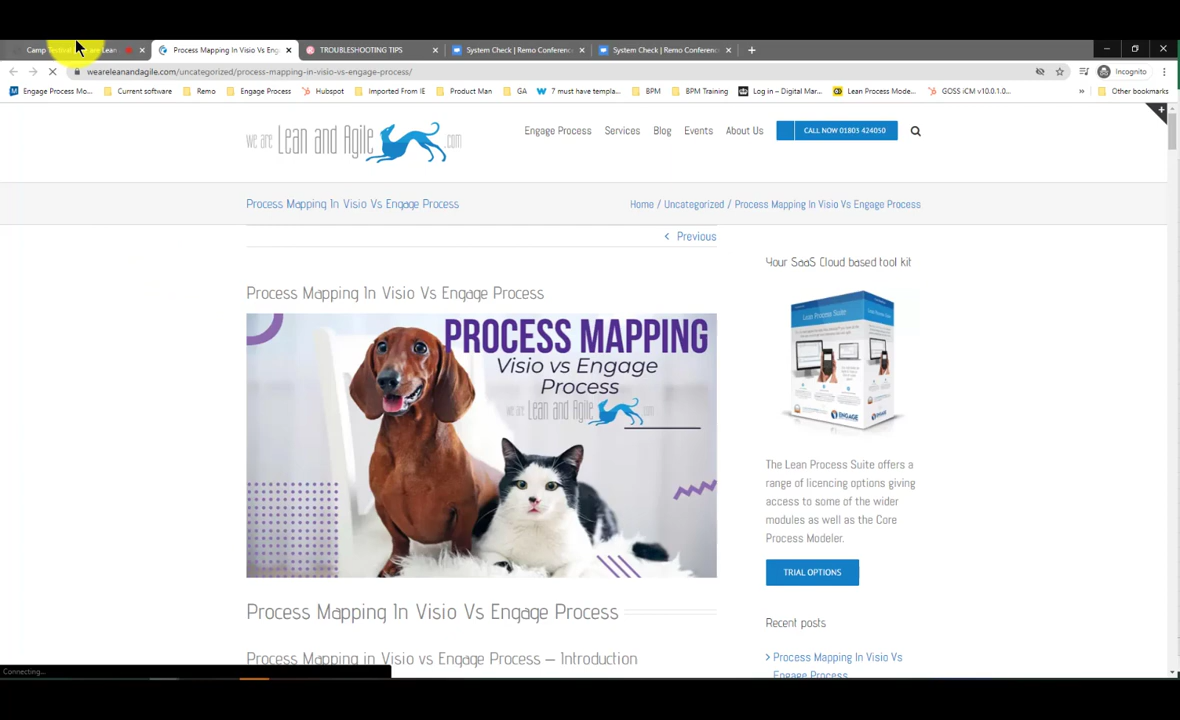 Camp Festival are Lean
Process Mapping In Visio Vs Eng
TROUBLESHOOTING TIPS
System Check | Remo Conferenc
System Check | Remo Conferenc
weareleanandagile.com/uncategorized/process-mapping-in-visio-vs-engage-process/
Incognito
Engage Process Mo...
Current software
Remo
Engage Process
Hubspot
Imported From IE
Product Man
GA
7 must have templa...
BPM
BPM Training
Log in – Digital Mar...
Lean Process Mode...
GOSS iCM v10.0.1.0...
Other bookmarks
we are Lean and Agile .com
Engage Process Services Blog Events About Us CALL NOW 01803 424050
Process Mapping In Visio Vs Engage Process
Home / Uncategorized / Process Mapping In Visio Vs Engage Process
< Previous
Process Mapping In Visio Vs Engage Process
PROCESS MAPPING
Visio vs Engage
Process
we are Lean and Agile .com
Process Mapping In Visio Vs Engage Process
Process Mapping in Visio vs Engage Process – Introduction
Your SaaS Cloud based tool kit
Lean Process Suite
ENGAGE
The Lean Process Suite offers a
range of licencing options giving
access to some of the wider
modules as well as the Core
Process Modeler.
TRIAL OPTIONS
Recent posts
> Process Mapping In Visio Vs
Engage Process
Connecting...